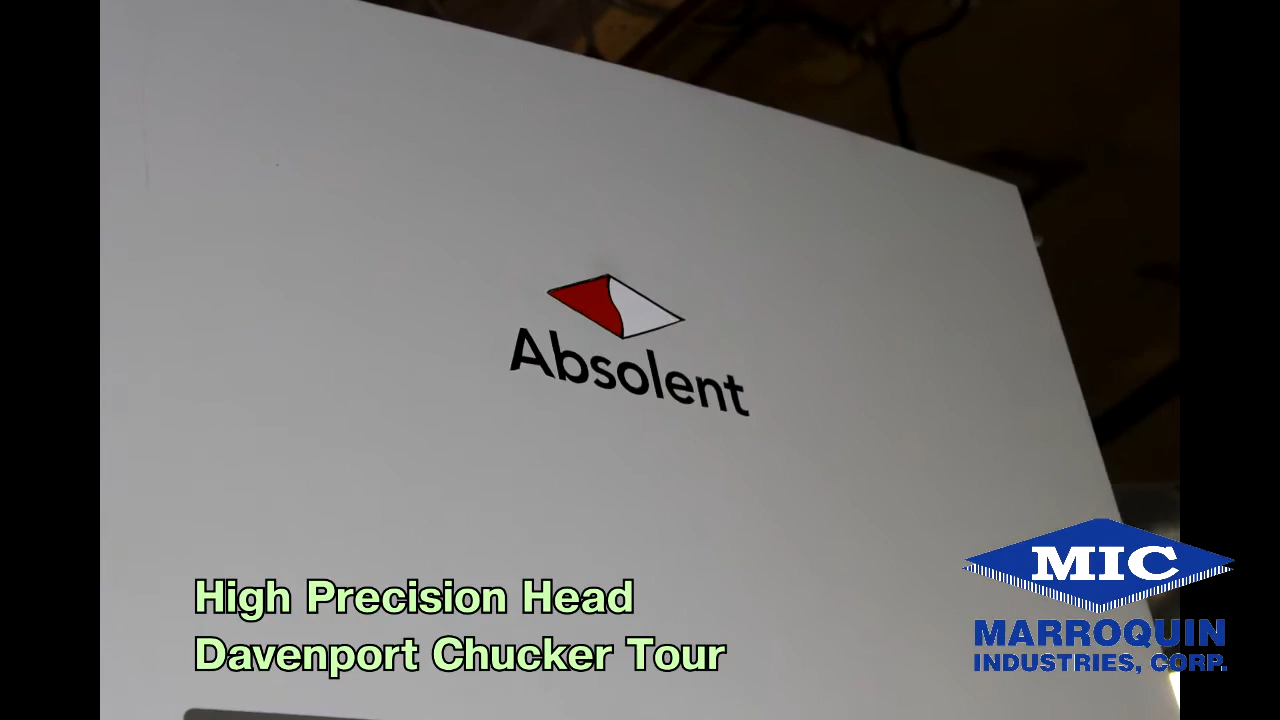 Absolent
High Precision Head
Davenport Chucker Tour
MIC
MARROQUIN
INDUSTRIES, CORP.